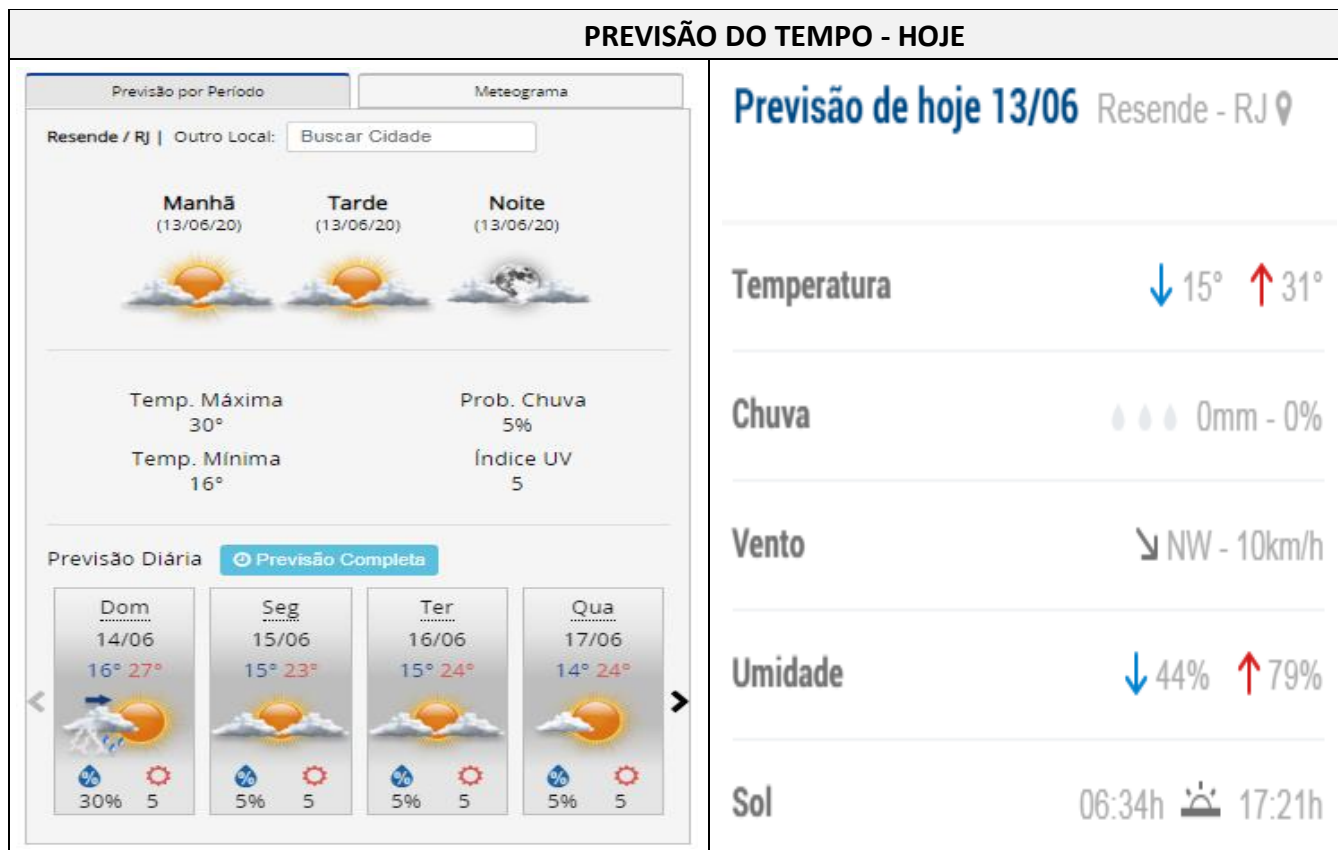 PREVISÃO DO TEMPO - HOJE
Previsão por Período
Meteograma
Resende / RJ | Outro Local: Buscar Cidade
Manhã Tarde Noite
(13/06/20) (13/06/20) (13/06/20)
Temp. Máxima Prob. Chuva
30° 5%
Temp. Mínima Índice UV
16° 5
Previsão Diária Previsão Completa
Dom Seg Ter Qua
14/06 15/06 16/06 17/06
16° 27° 15° 23° 15° 24° 14° 24°
% % % %
30% 5 5% 5 5% 5 5% 5
Previsão de hoje 13/06 Resende - RJ
Temperatura 15° 31°
Chuva 0mm - 0%
Vento NW - 10km/h
Umidade 44% 79%
Sol 06:34h 17:21h